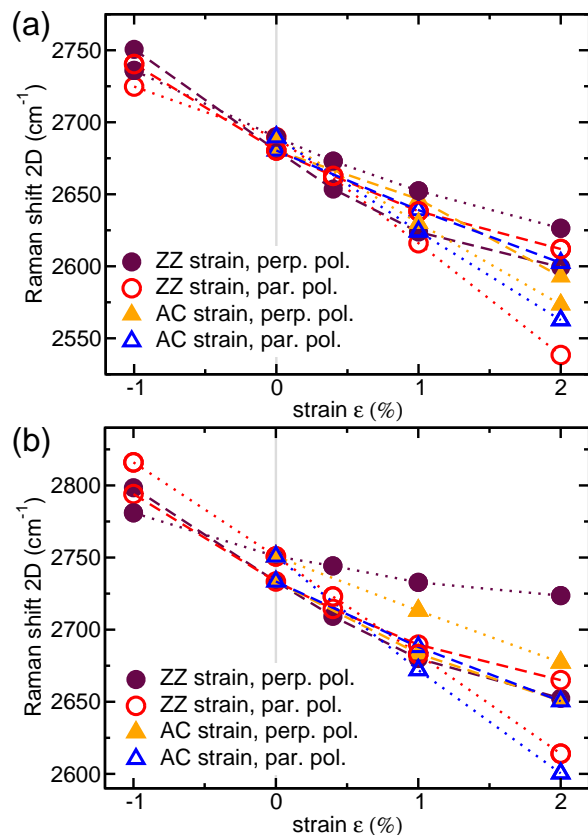 (a)
2750
2700
2650
2600
2550
Raman shift 2D (cm⁻¹)
ZZ strain, perp. pol.
ZZ strain, par. pol.
AC strain, perp. pol.
AC strain, par. pol.
-1 0 1 2
strain ε (%)
(b)
2800
2750
2700
2650
2600
Raman shift 2D (cm⁻¹)
ZZ strain, perp. pol.
ZZ strain, par. pol.
AC strain, perp. pol.
AC strain, par. pol.
-1 0 1 2
strain ε (%)